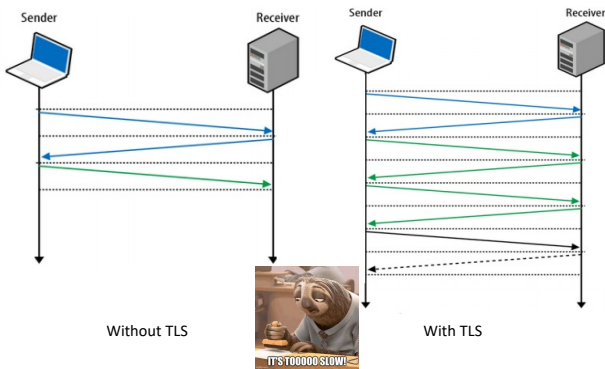 Sender
Receiver
Sender
Receiver
Without TLS
IT'S TOOOOO SLOW!
With TLS